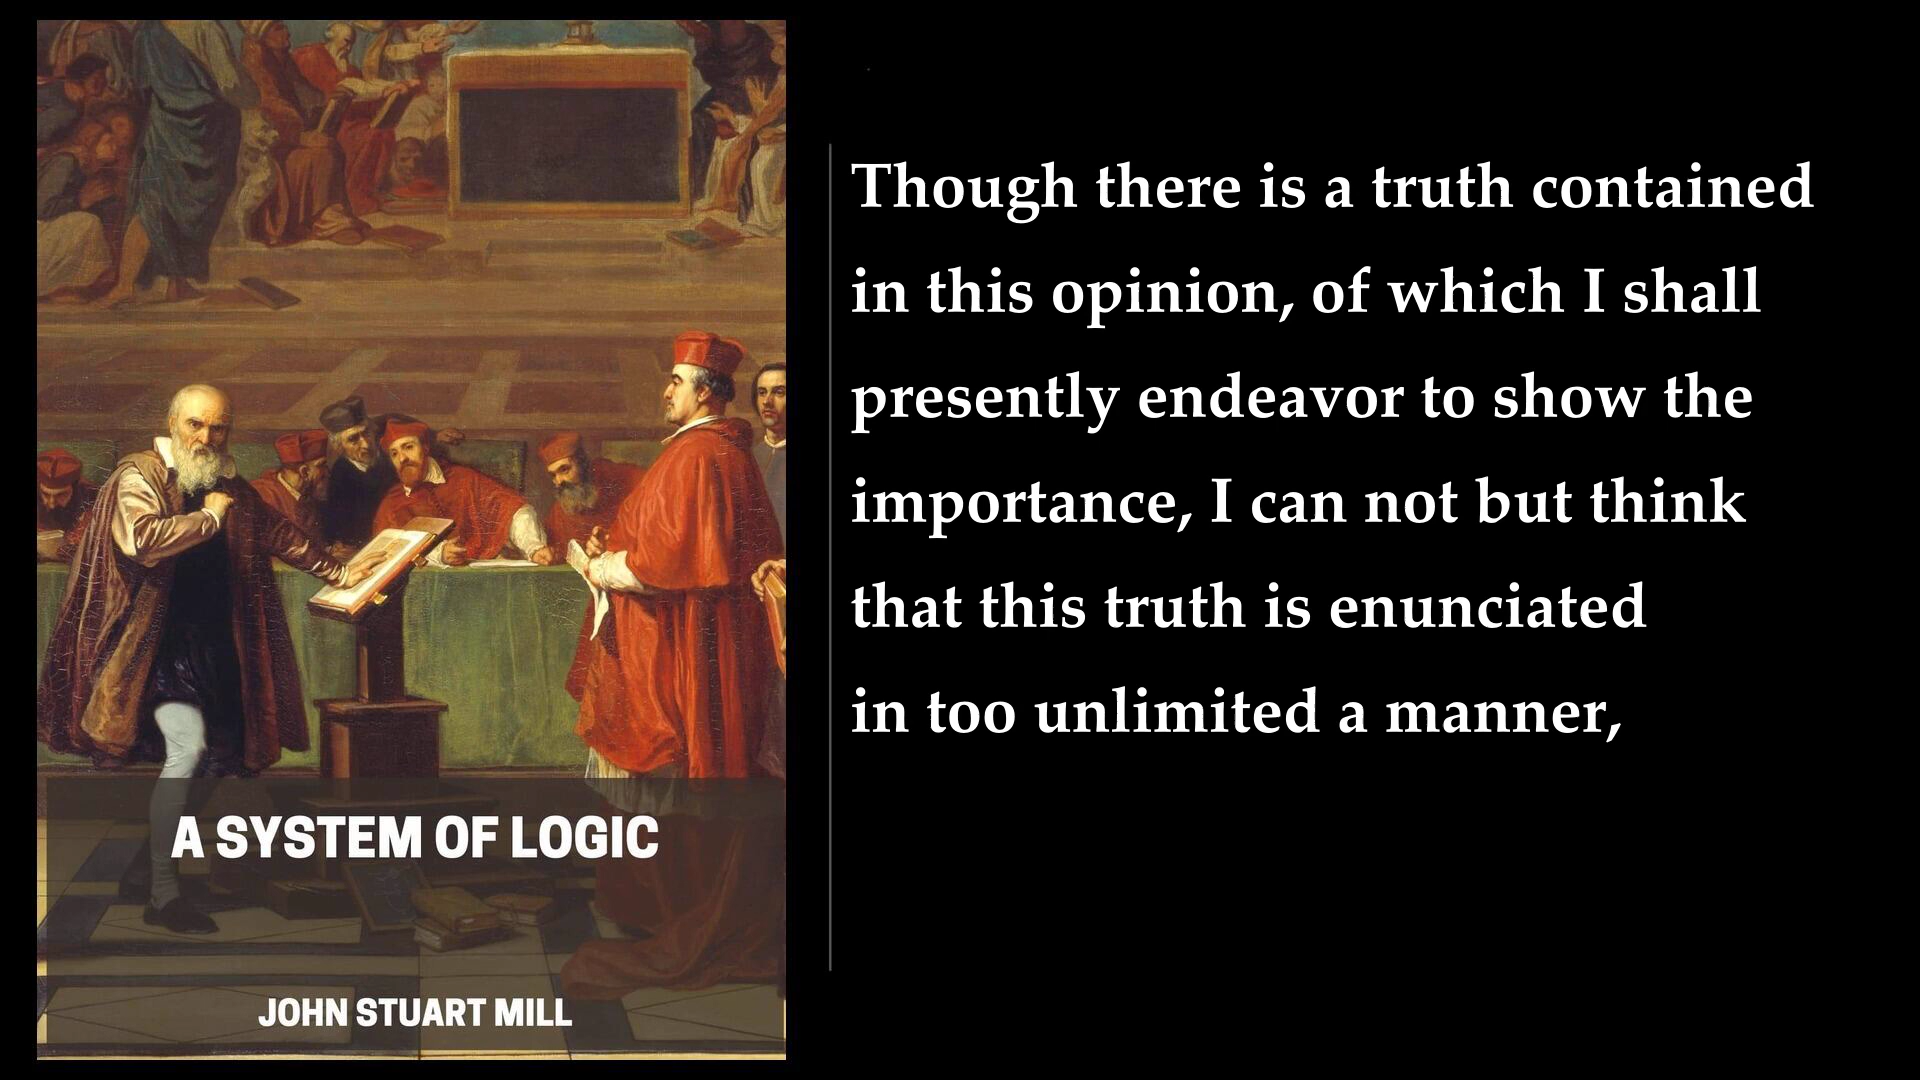 A SYSTEM OF LOGIC
JOHN STUART MILL
Though there is a truth contained
in this opinion, of which I shall
presently endeavor to show the
importance, I can not but think
that this truth is enunciated
in too unlimited a manner,